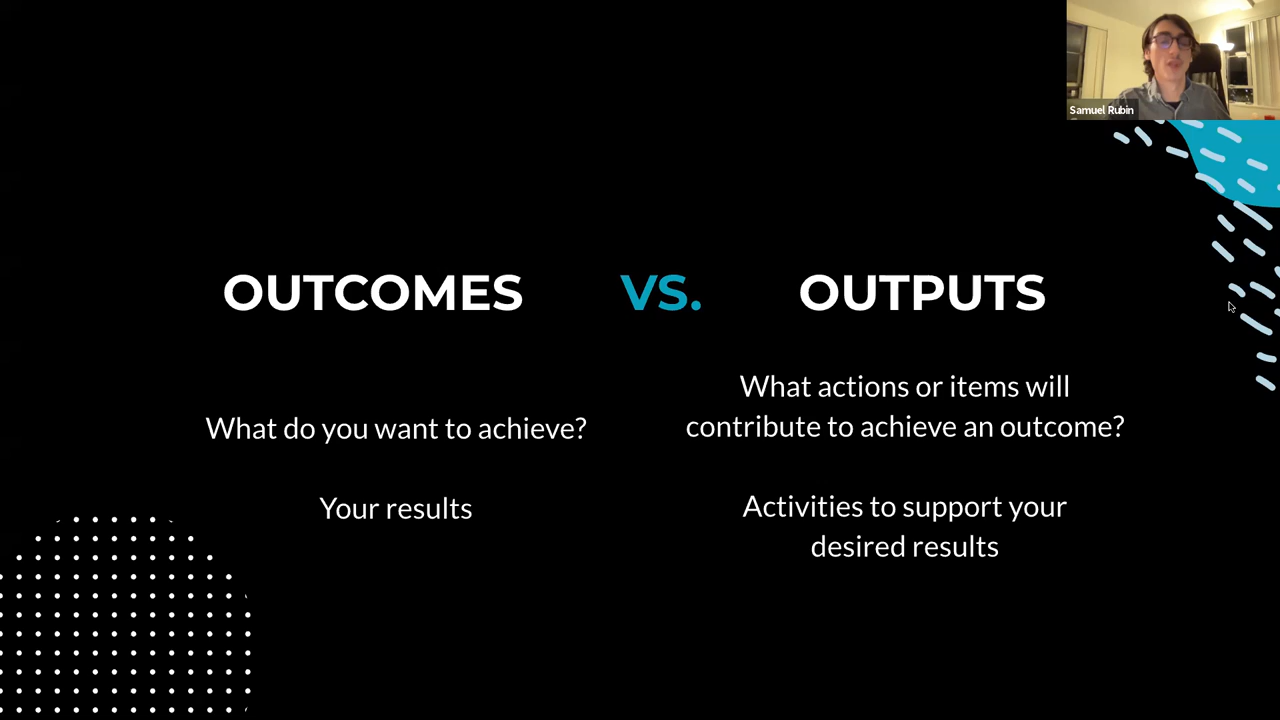 Samuel Rubin
OUTCOMES VS. OUTPUTS
What do you want to achieve?
Your results
What actions or items will
contribute to achieve an outcome?
Activities to support your
desired results